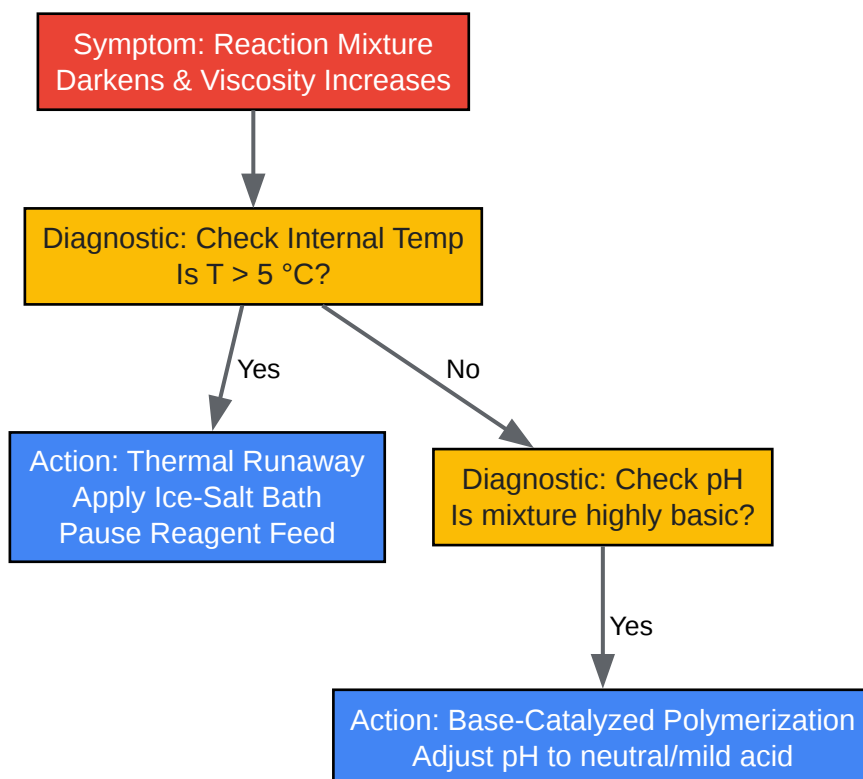 Symptom: Reaction Mixture
Darkens & Viscosity Increases
Diagnostic: Check Internal Temp
Is T > 5 °C?
Yes
No
Action: Thermal Runaway
Apply Ice-Salt Bath
Pause Reagent Feed
Diagnostic: Check pH
Is mixture highly basic?
Yes
Action: Base-Catalyzed Polymerization
Adjust pH to neutral/mild acid